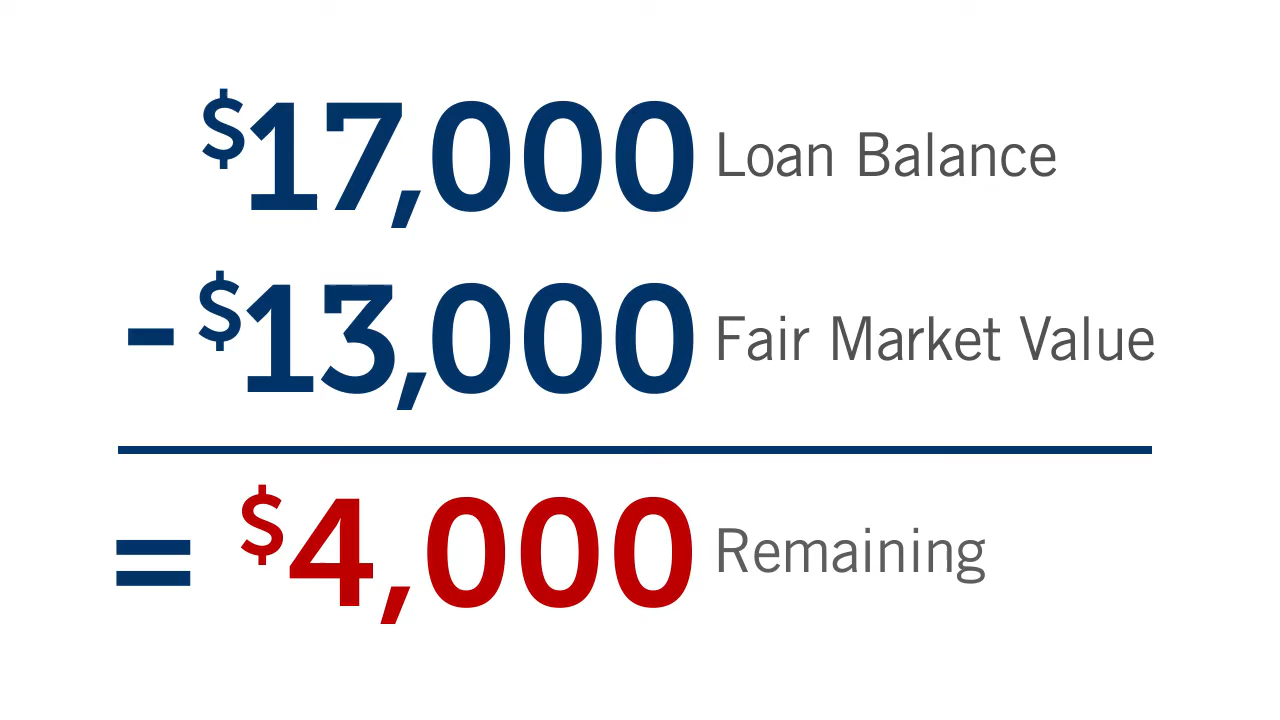 $17,000 Loan Balance
- $13,000 Fair Market Value
= $4,000 Remaining